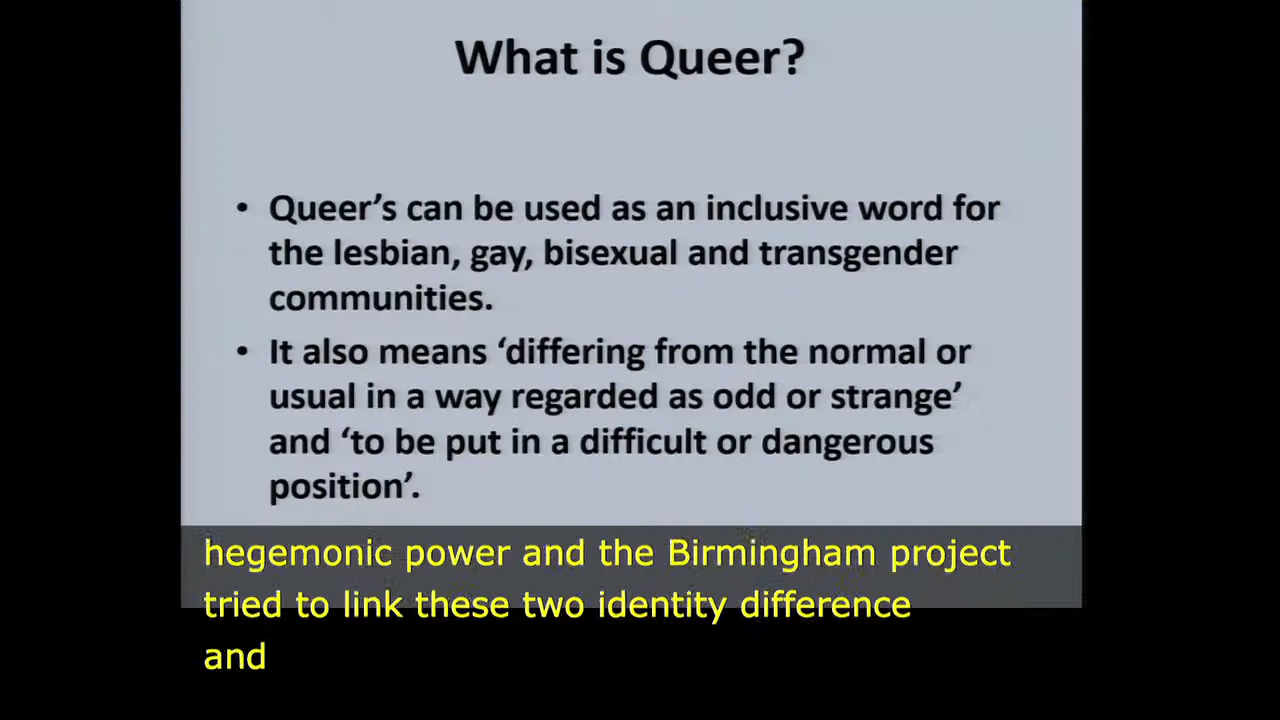 What is Queer?
• Queer’s can be used as an inclusive word for
the lesbian, gay, bisexual and transgender
communities.
• It also means ‘differing from the normal or
usual in a way regarded as odd or strange’
and ‘to be put in a difficult or dangerous
position’.
hegemonic power and the Birmingham project
tried to link these two identity difference
and